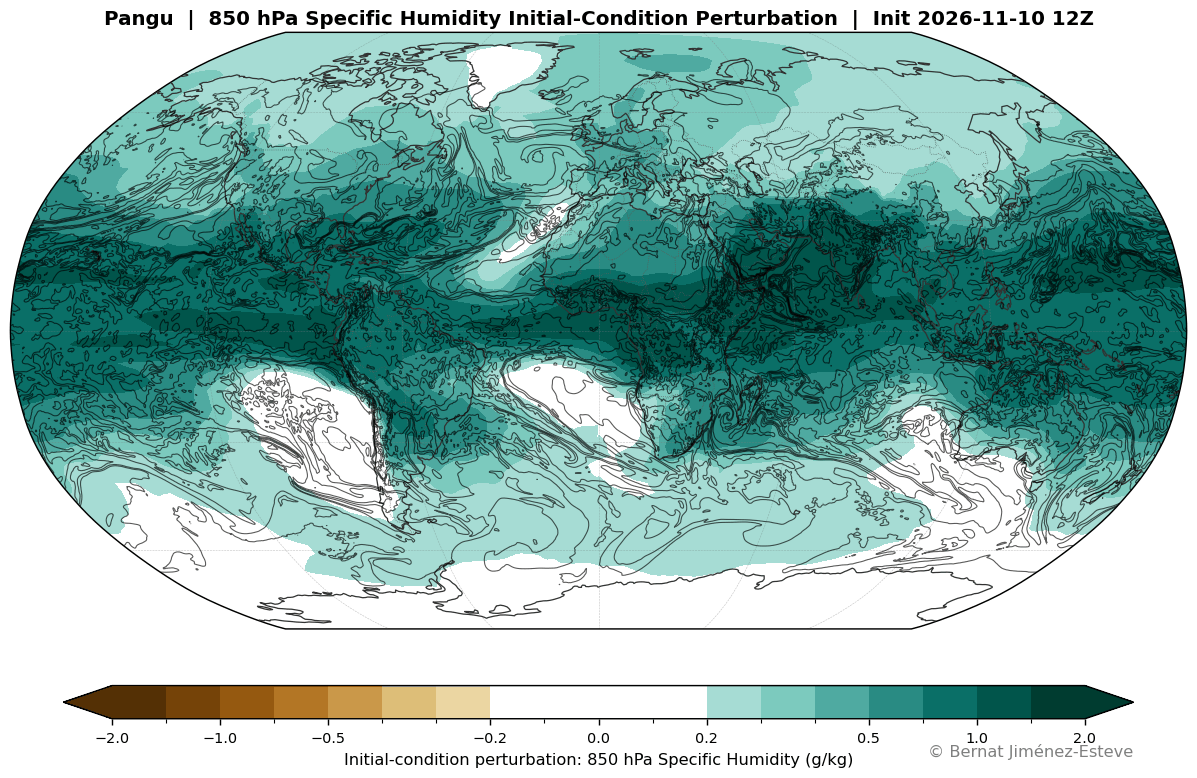 Pangu | 850 hPa Specific Humidity Initial-Condition Perturbation | Init 2026-11-10 12Z
−2.0 −1.0 −0.5 −0.2 0.0 0.2 0.5 1.0 2.0
© Bernat Jiménez-Esteve
Initial-condition perturbation: 850 hPa Specific Humidity (g/kg)